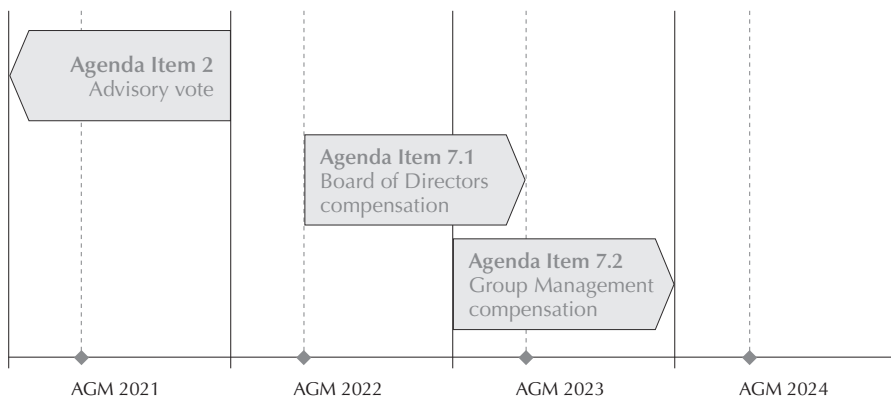 Agenda Item 2
Advisory vote
Agenda Item 7.1
Board of Directors
compensation
Agenda Item 7.2
Group Management
compensation
AGM 2021
AGM 2022
AGM 2023
AGM 2024